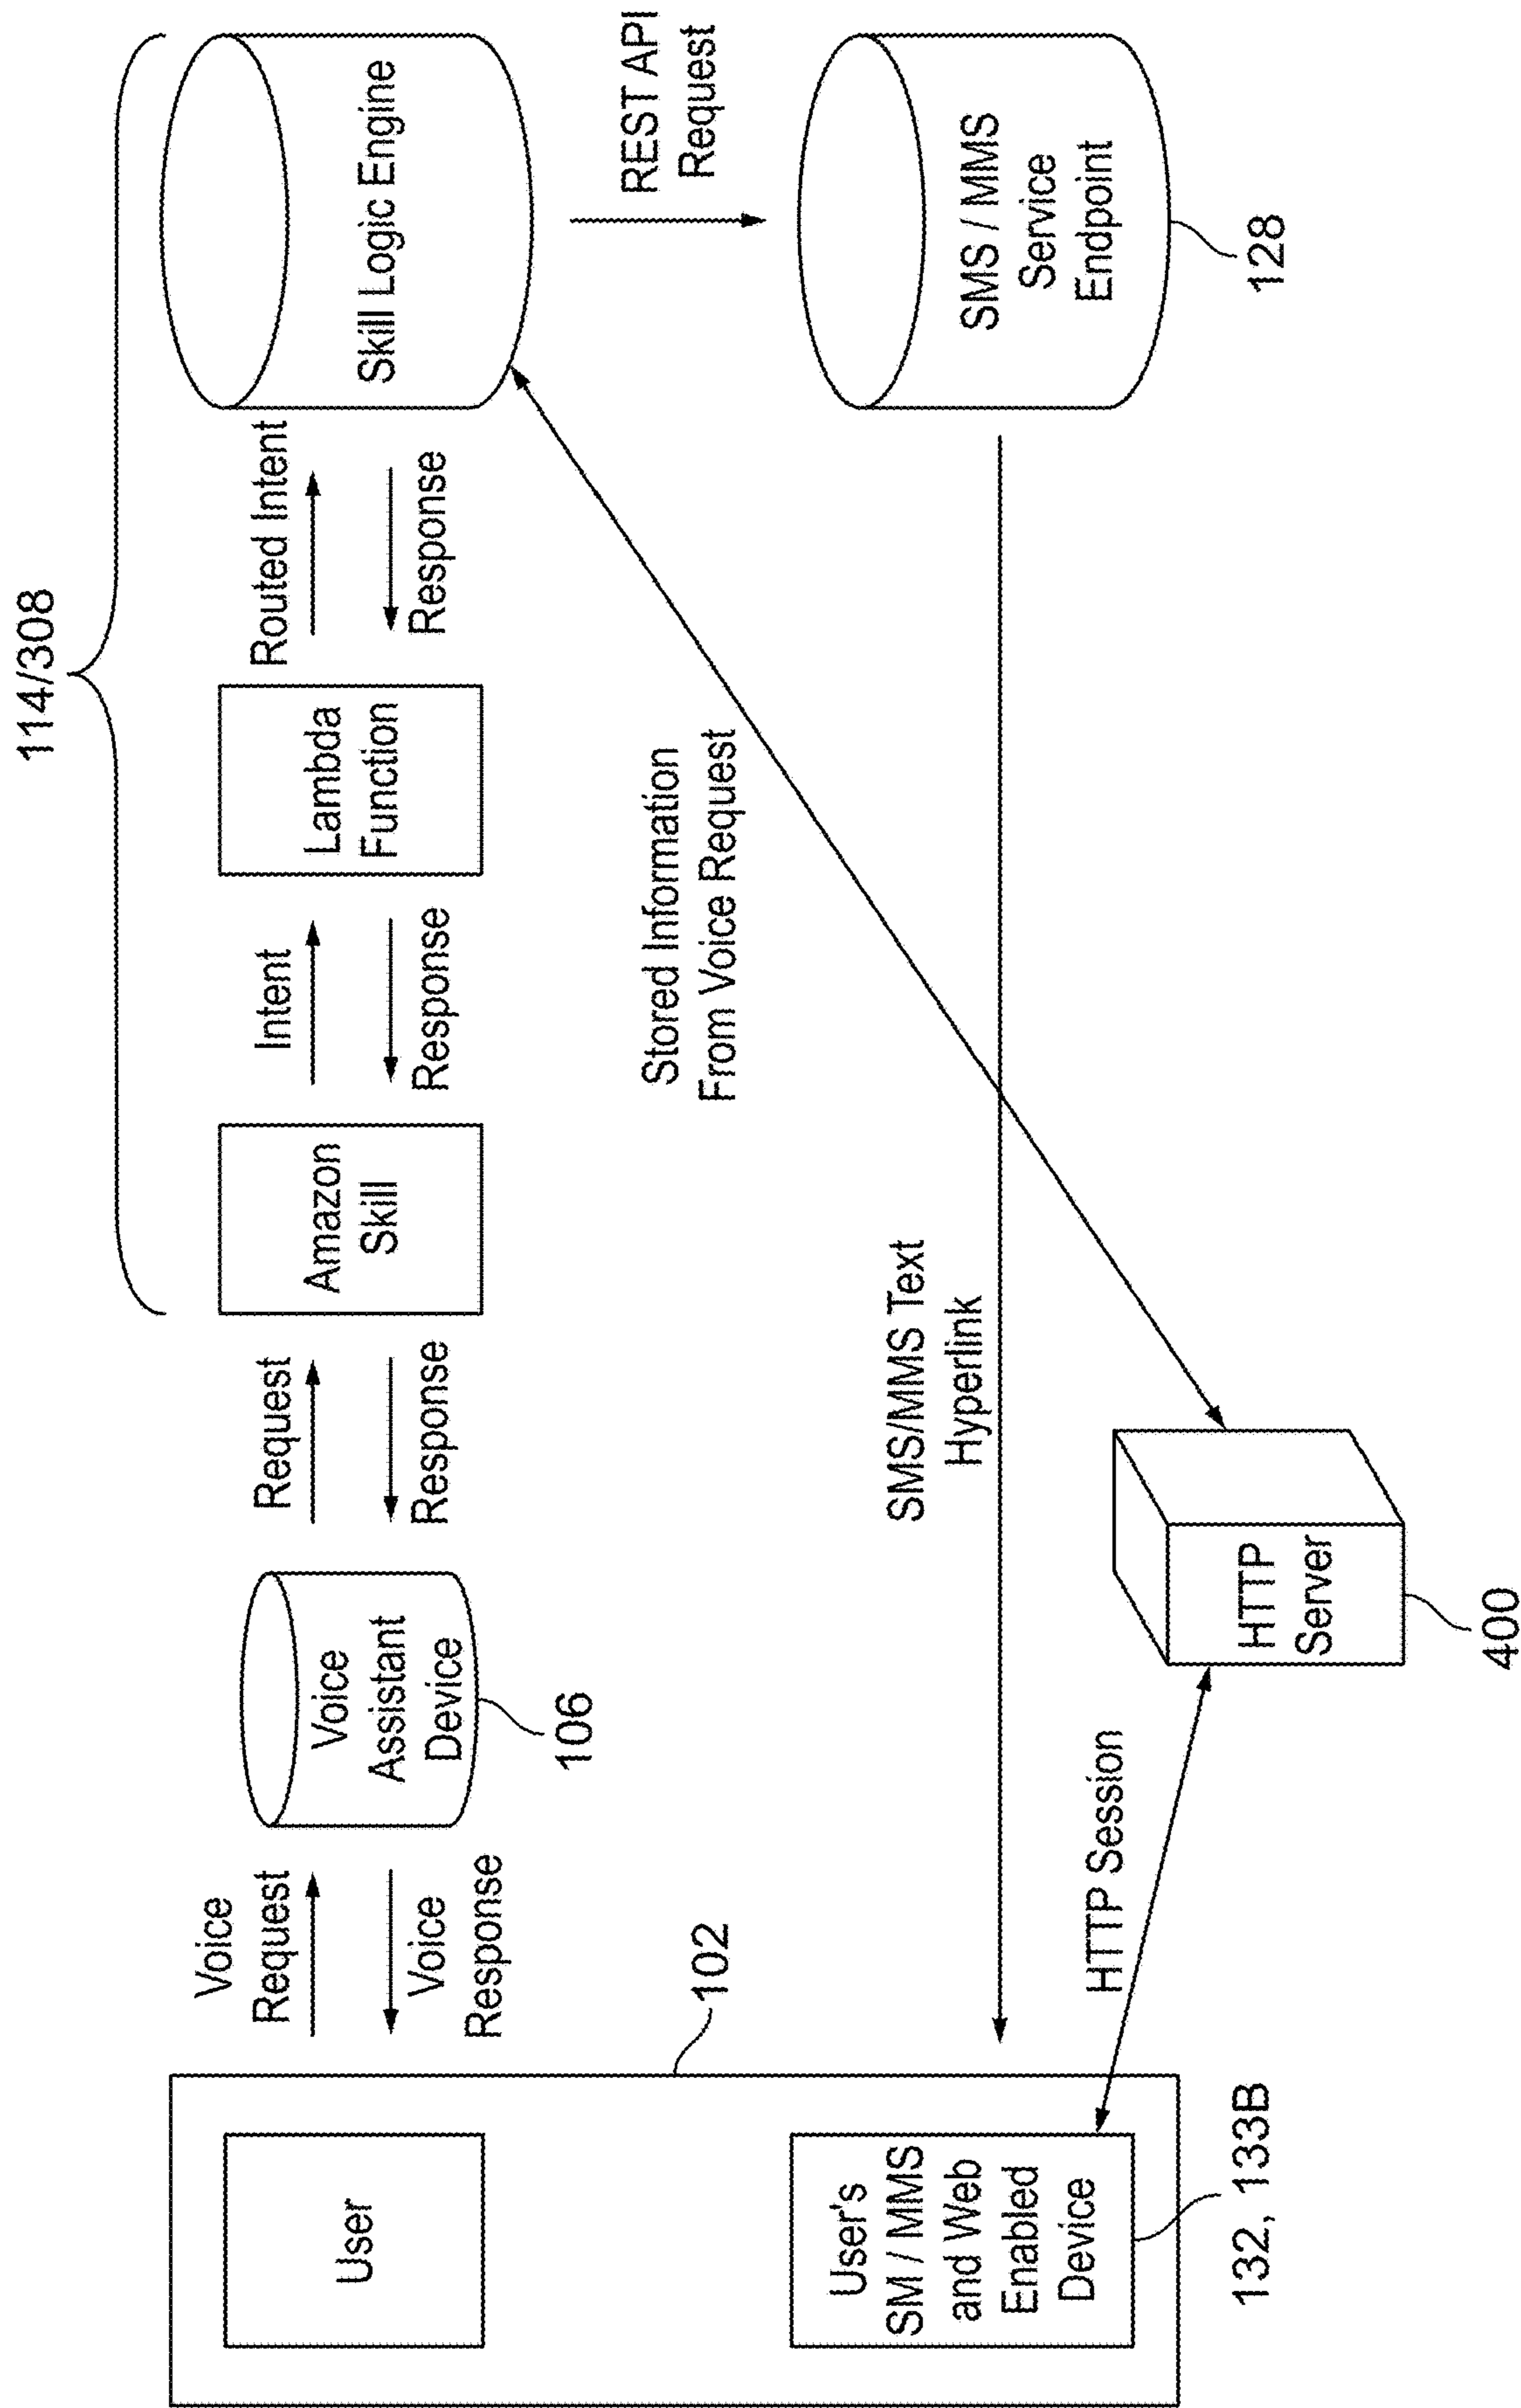 114/308
Voice
Request
Voice
Response
Request
Response
Intent
Response
Routed Intent
Response
User
Voice
Assistant
Device
106
Amazon
Skill
Lambda
Function
Skill Logic Engine
REST API
Request
102
Stored Information
From Voice Request
SMS/MMS Text
Hyperlink
SMS / MMS
Service
Endpoint
128
User's
SM / MMS
and Web
Enabled
Device
132, 133B
HTTP Session
HTTP
Server
400